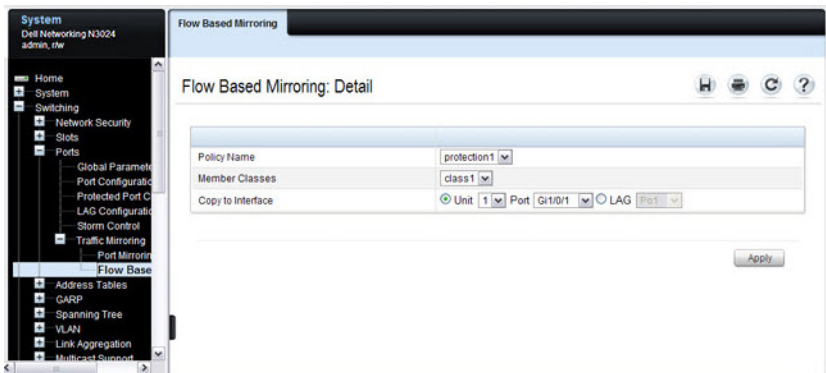 System
Dell Networking N3024
admin, r/w
Flow Based Mirroring
Home
System
Switching
Network Security
Slots
Ports
Global Paramete
Port Configuratic
Protected Port C
LAG Configuratic
Storm Control
Traffic Mirroring
Port Mirrorin
Flow Base
Address Tables
GARP
Spanning Tree
VLAN
Link Aggregation
Multicast Support
Flow Based Mirroring: Detail
?
Policy Name protection1
Member Classes class1
Copy to Interface Unit 1 Port Gi1/0/1 LAG Po1
Apply